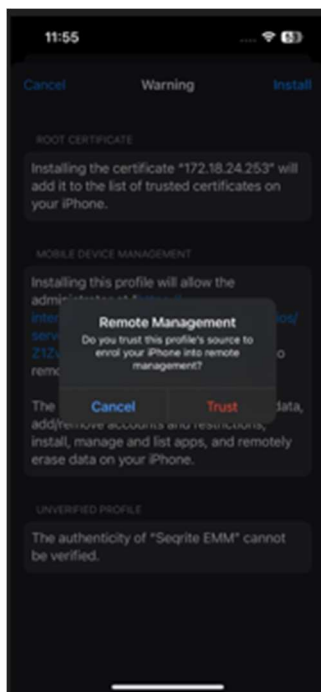 11:55
Cancel
Warning
Install
ROOT CERTIFICATE
Installing the certificate "172.18.24.253" will
add it to the list of trusted certificates on
your iPhone.
MOBILE DEVICE MANAGEMENT
Installing this profile will allow the
Remote Management
Do you trust this profile's source to
enrol your iPhone into remote
management?
Cancel
Trust
The
data,
add/remove accounts and restrictions,
install, manage and list apps, and remotely
erase data on your iPhone.
UNVERIFIED PROFILE
The authenticity of "Seqrite EMM" cannot
be verified.